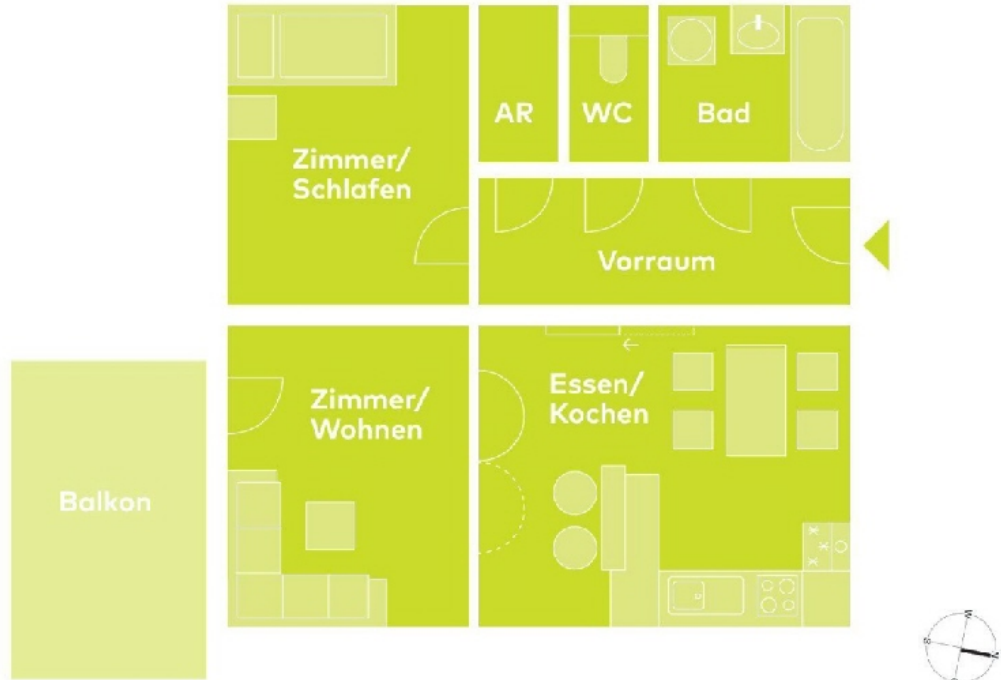 AR
WC
Bad
Zimmer/
Schlafen
Vorraum
Zimmer/
Wohnen
Essen/
Kochen
Balkon
W
N